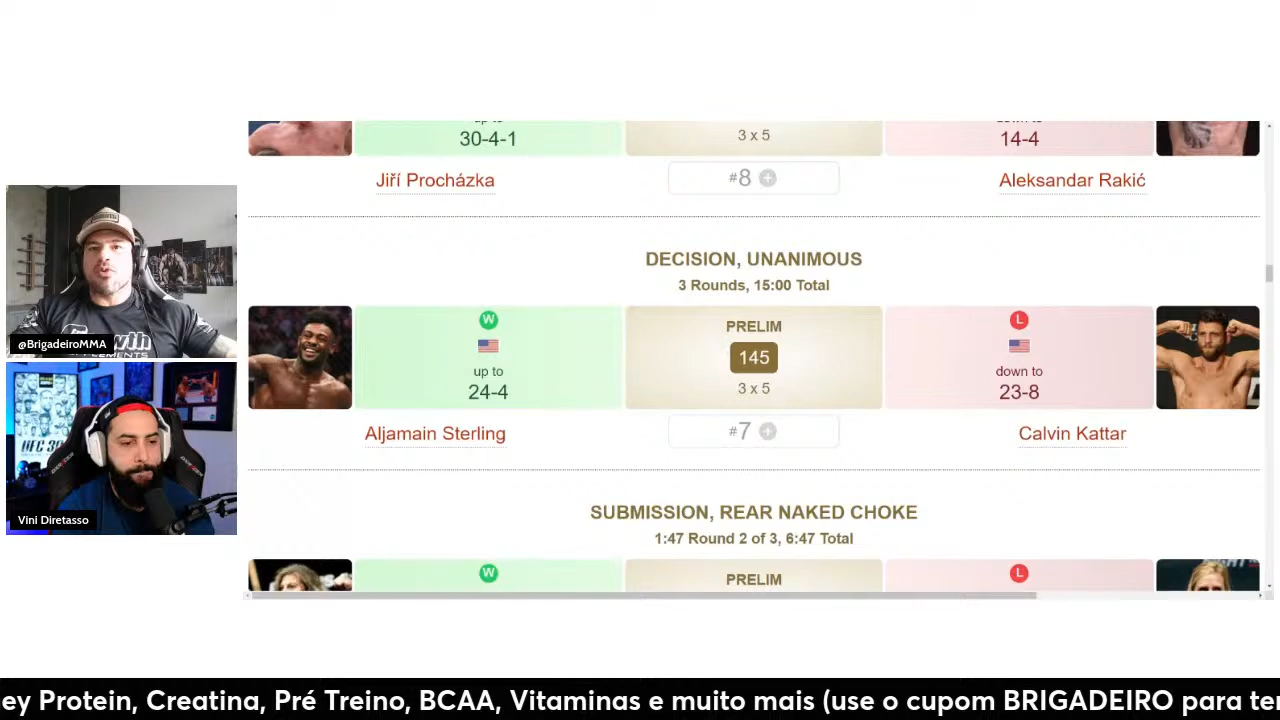 30-4-1
3 x 5
14-4
Jiří Procházka
#8
Aleksandar Rakić
DECISION, UNANIMOUS
3 Rounds, 15:00 Total
W
PRELIM
L
145
up to
down to
24-4
3 x 5
23-8
Aljamain Sterling
#7
Calvin Kattar
SUBMISSION, REAR NAKED CHOKE
1:47 Round 2 of 3, 6:47 Total
W
PRELIM
L
@BrigadeiroMMA
Vini Diretasso
ey Protein, Creatina, Pré Treino, BCAA, Vitaminas e muito mais (use o cupom BRIGADEIRO para te